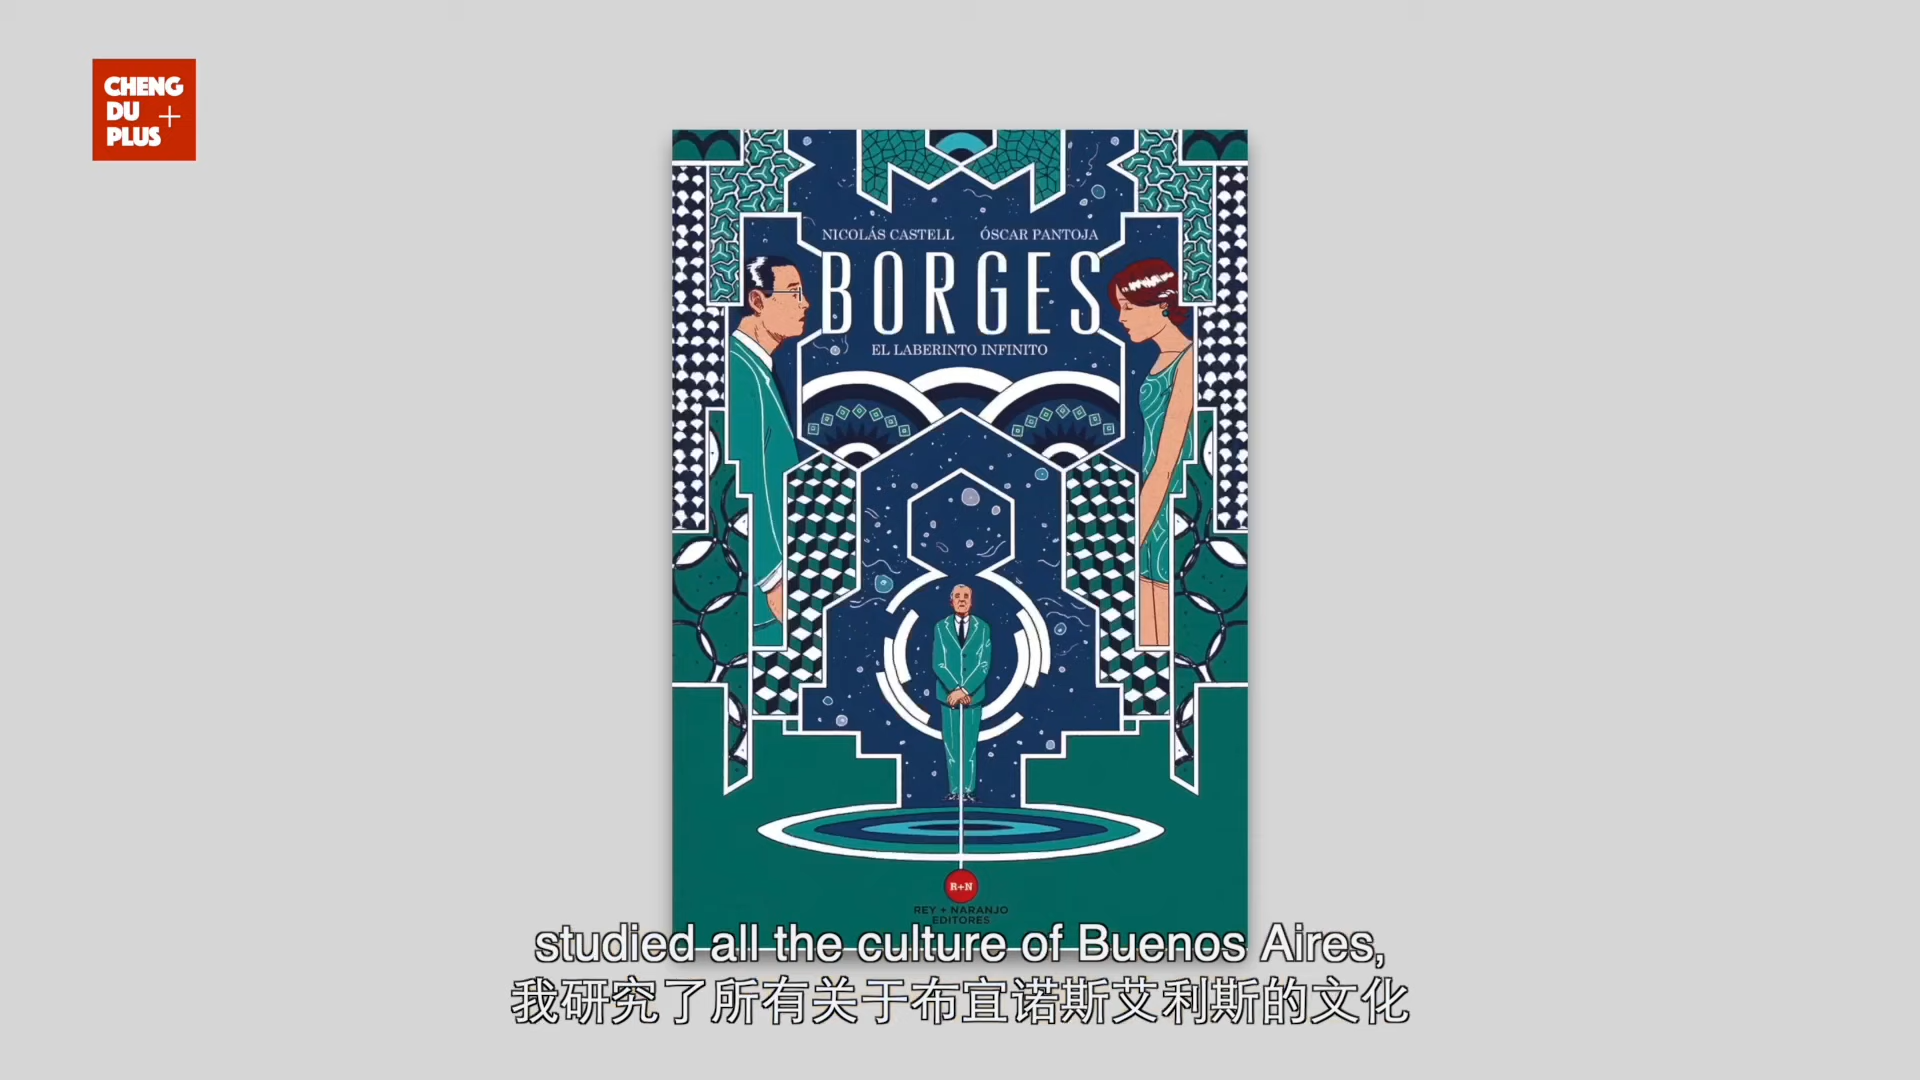 CHENG
DU
PLUS
NICOLÁS CASTELL ÓSCAR PANTOJA
BORGES
EL LABERINTO INFINITO
R+N
REY + NARANJO
EDITORES
studied all the culture of Buenos Aires,
我研究了所有关于布宜诺斯艾利斯的文化